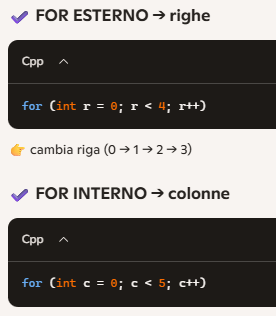 ✔ FOR ESTERNO → righe
Cpp
for (int r = 0; r < 4; r++)
👉 cambia riga (0 → 1 → 2 → 3)
✔ FOR INTERNO → colonne
Cpp
for (int c = 0; c < 5; c++)